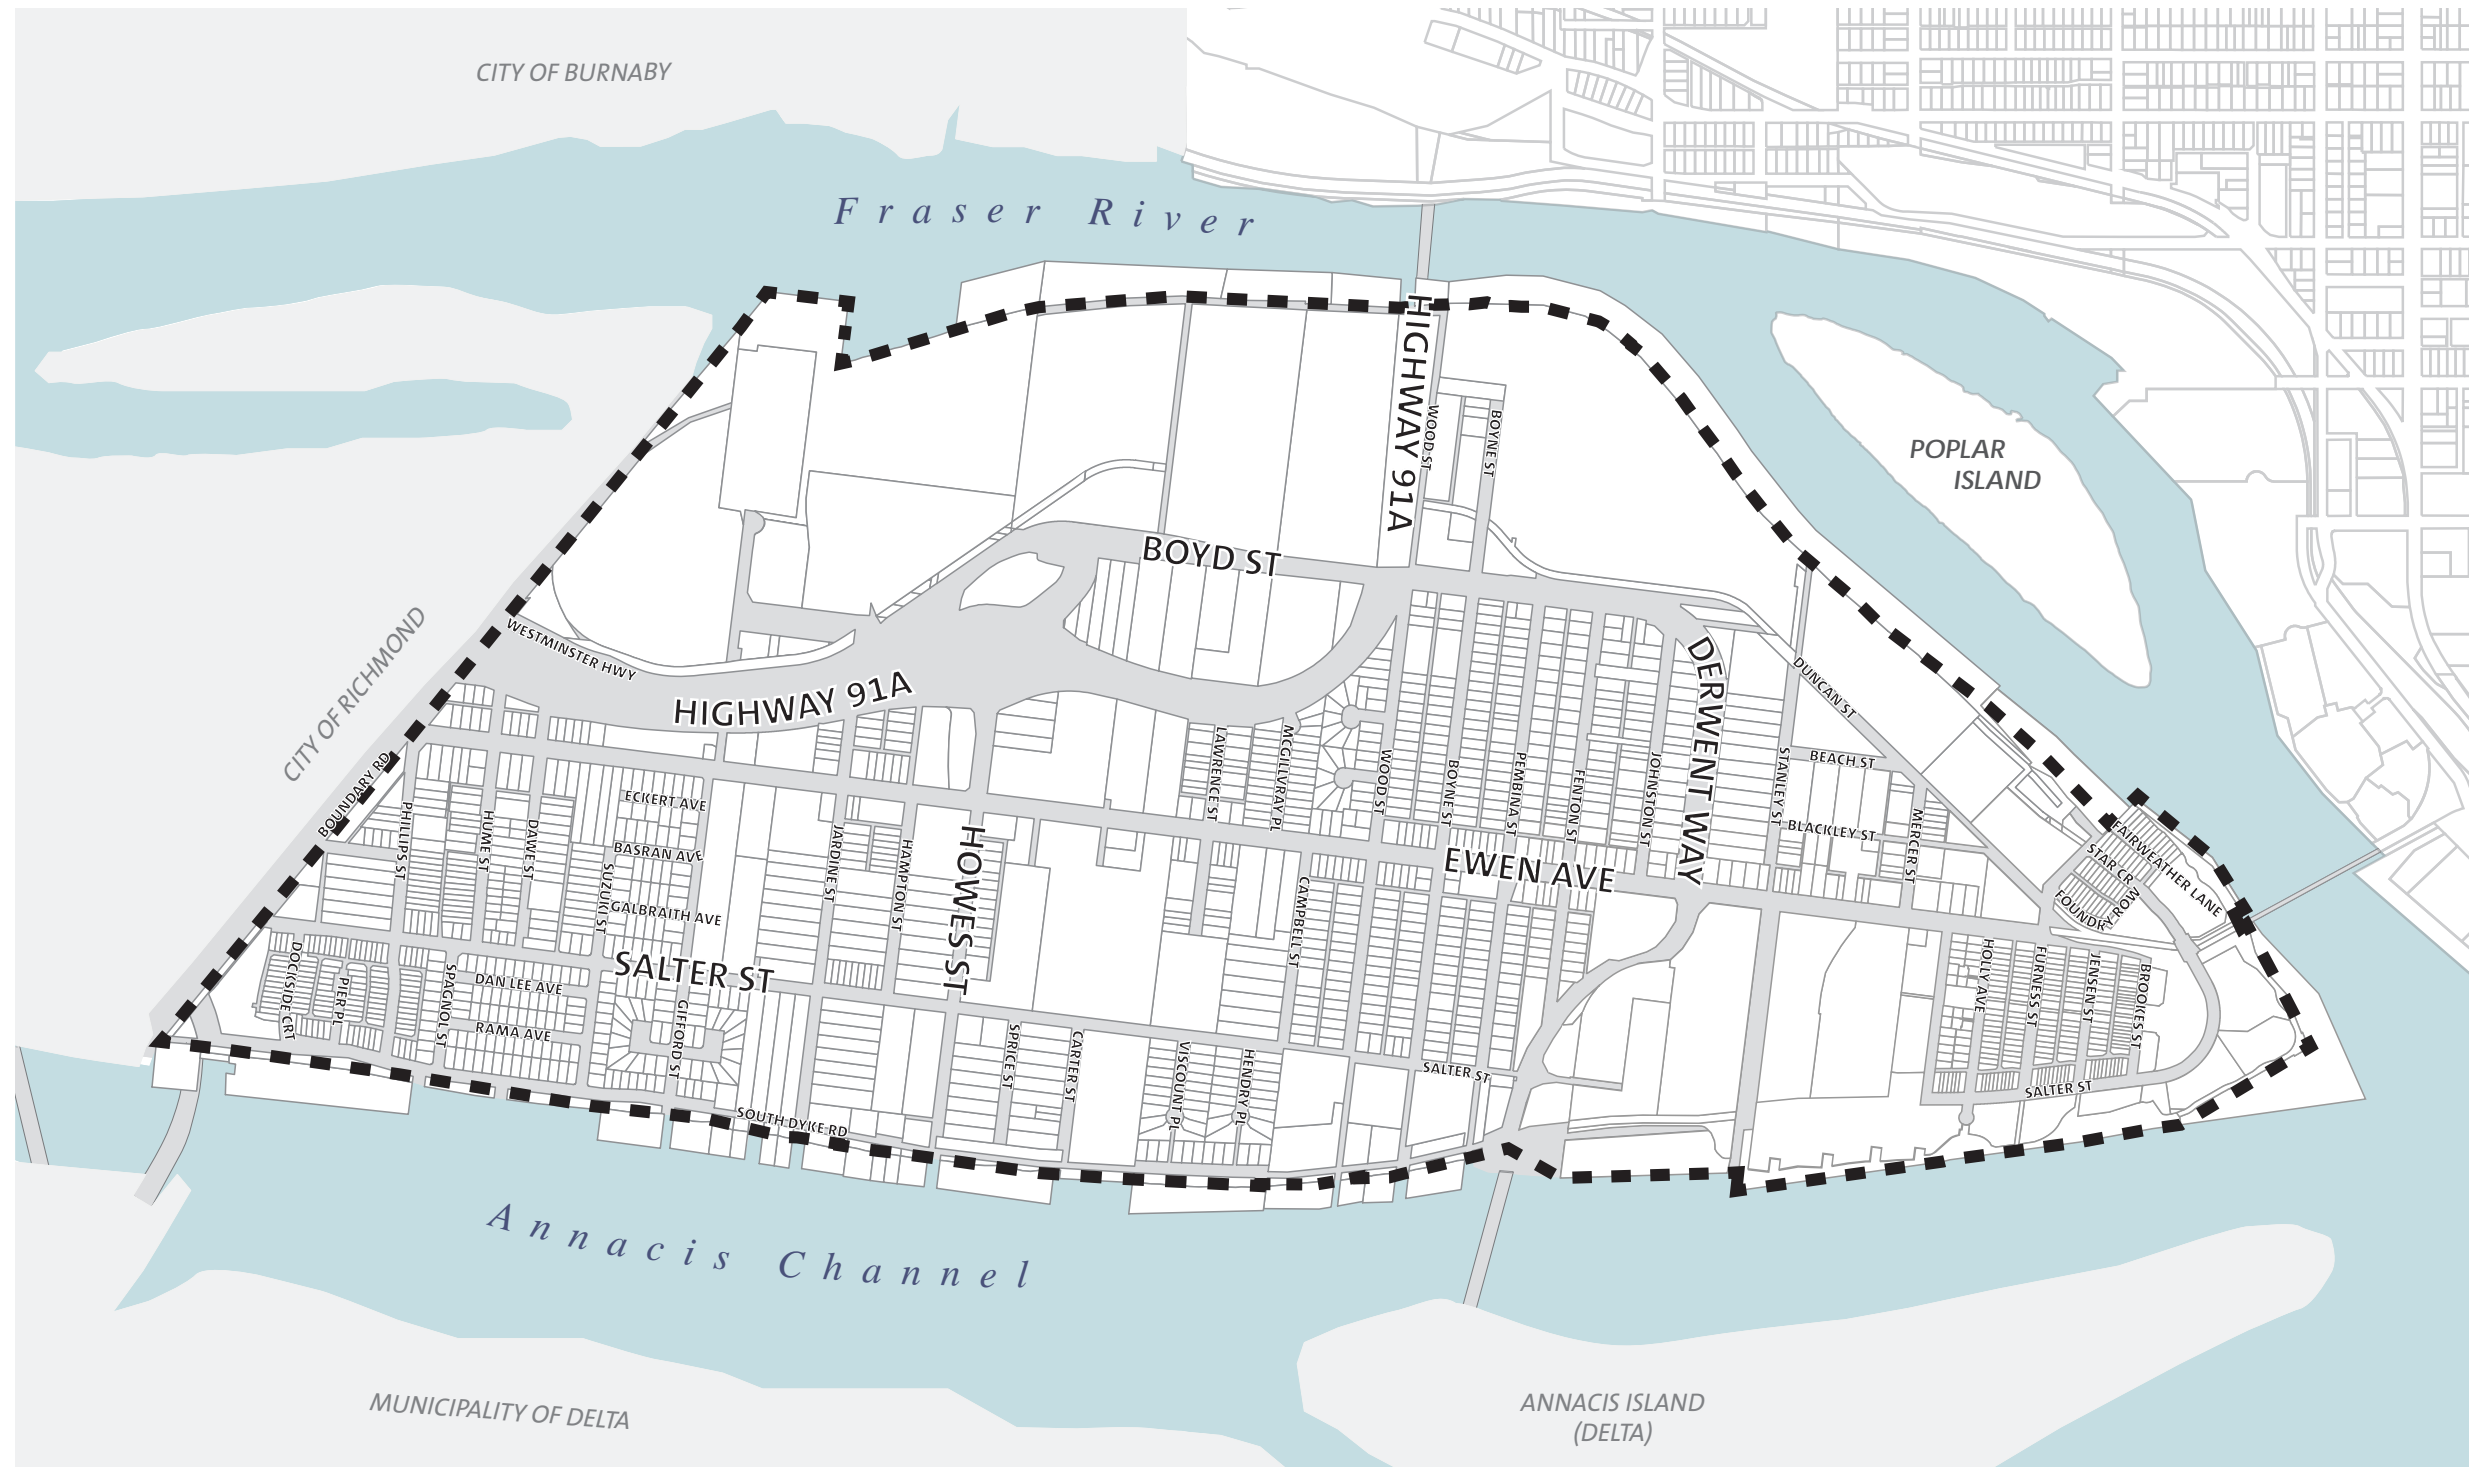 CITY OF BURNABY
Fraser River
HIGHWAY 91A
WOOD ST
BOYNE ST
POPLAR
ISLAND
BOYD ST
CITY OF RICHMOND
WESTMINSTER HWY
HIGHWAY 91A
DERWENT WAY
DUNCAN ST
BOUNDARY RD
PHILLIPS ST
HUME ST
DAWE ST
ECKERT AVE
BASRAN AVE
SUZUKI ST
GALBRAITH AVE
JARDINE ST
HAMPTON ST
HOWES ST
LAWRENCE ST
MCGILLVRAY PL
WOOD ST
BOYNE ST
PEMBINA ST
FENTON ST
JOHNSTON ST
STANLEY ST
BEACH ST
BLACKLEY ST
MERCER ST
FAIRWEATHER LANE
STAR CR
FOUNDRY ROW
EWEN AVE
CAMPBELL ST
SALTER ST
DOCKSIDE CRT
PIER PL
SPAGNOL ST
DAN LEE AVE
RAMA AVE
GIFFORD ST
SPRICE ST
CARTER ST
VISCOUNT PL
HENDRY PL
SALTER ST
HOLLY AVE
FURNESS ST
JENSEN ST
BROOKES ST
SALTER ST
SOUTH DYKE RD
Annacis Channel
MUNICIPALITY OF DELTA
ANNACIS ISLAND
(DELTA)